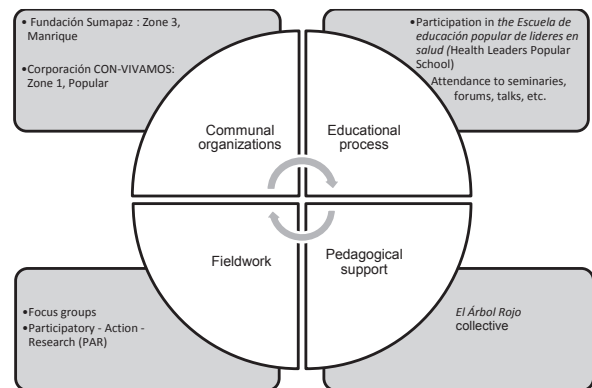 • Fundación Sumapaz : Zone 3,
Manrique
•Corporación CON-VIVAMOS:
Zone 1, Popular
•Participation in the Escuela de
educación popular de lideres en
salud (Health Leaders Popular
School)
Attendance to seminaries,
forums, talks, etc.
Communal
organizations
Educational
process
Fieldwork
Pedagogical
support
•Focus groups
•Participatory - Action -
Research (PAR)
El Árbol Rojo
collective